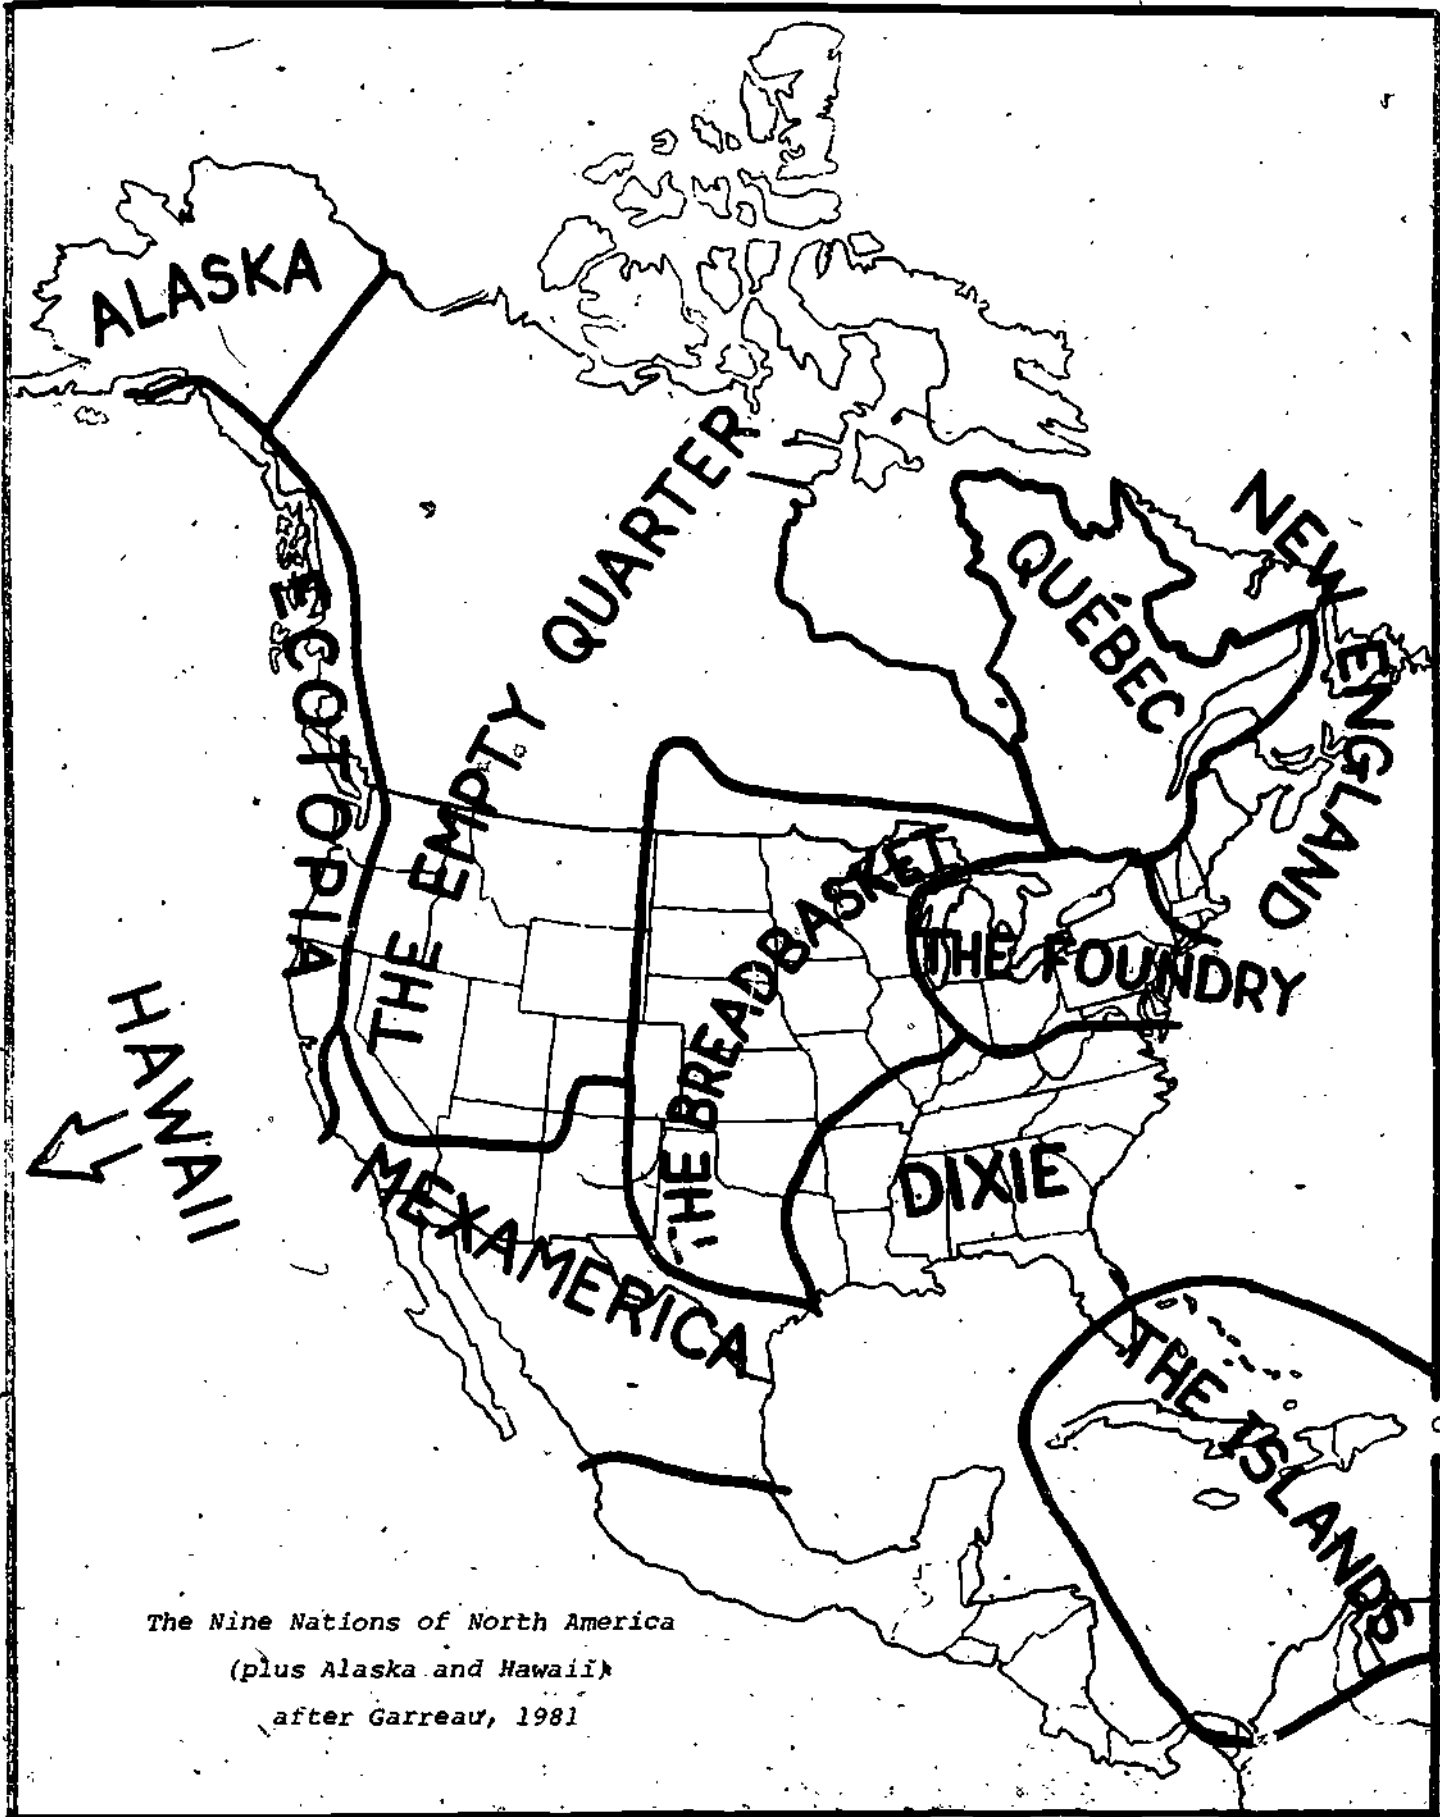 ALASKA
THE EMPTY QUARTER
QUÉBEC
NEW ENGLAND
ECOTOPIA
THE BREADBASKET
THE FOUNDRY
HAWAII
DIXIE
MEXAMERICA
THE ISLANDS
The Nine Nations of North America
(plus Alaska and Hawaii)
after Garreau, 1981